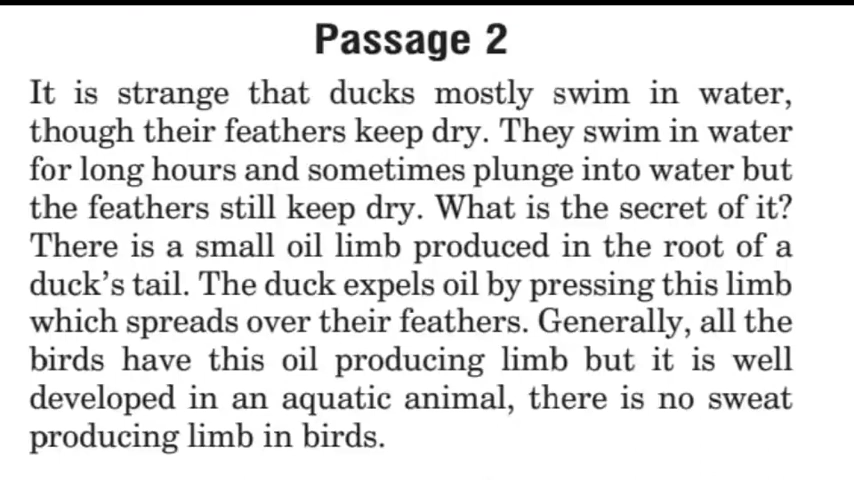 Passage 2
It is strange that ducks mostly swim in water,
though their feathers keep dry. They swim in water
for long hours and sometimes plunge into water but
the feathers still keep dry. What is the secret of it?
There is a small oil limb produced in the root of a
duck's tail. The duck expels oil by pressing this limb
which spreads over their feathers. Generally, all the
birds have this oil producing limb but it is well
developed in an aquatic animal, there is no sweat
producing limb in birds.